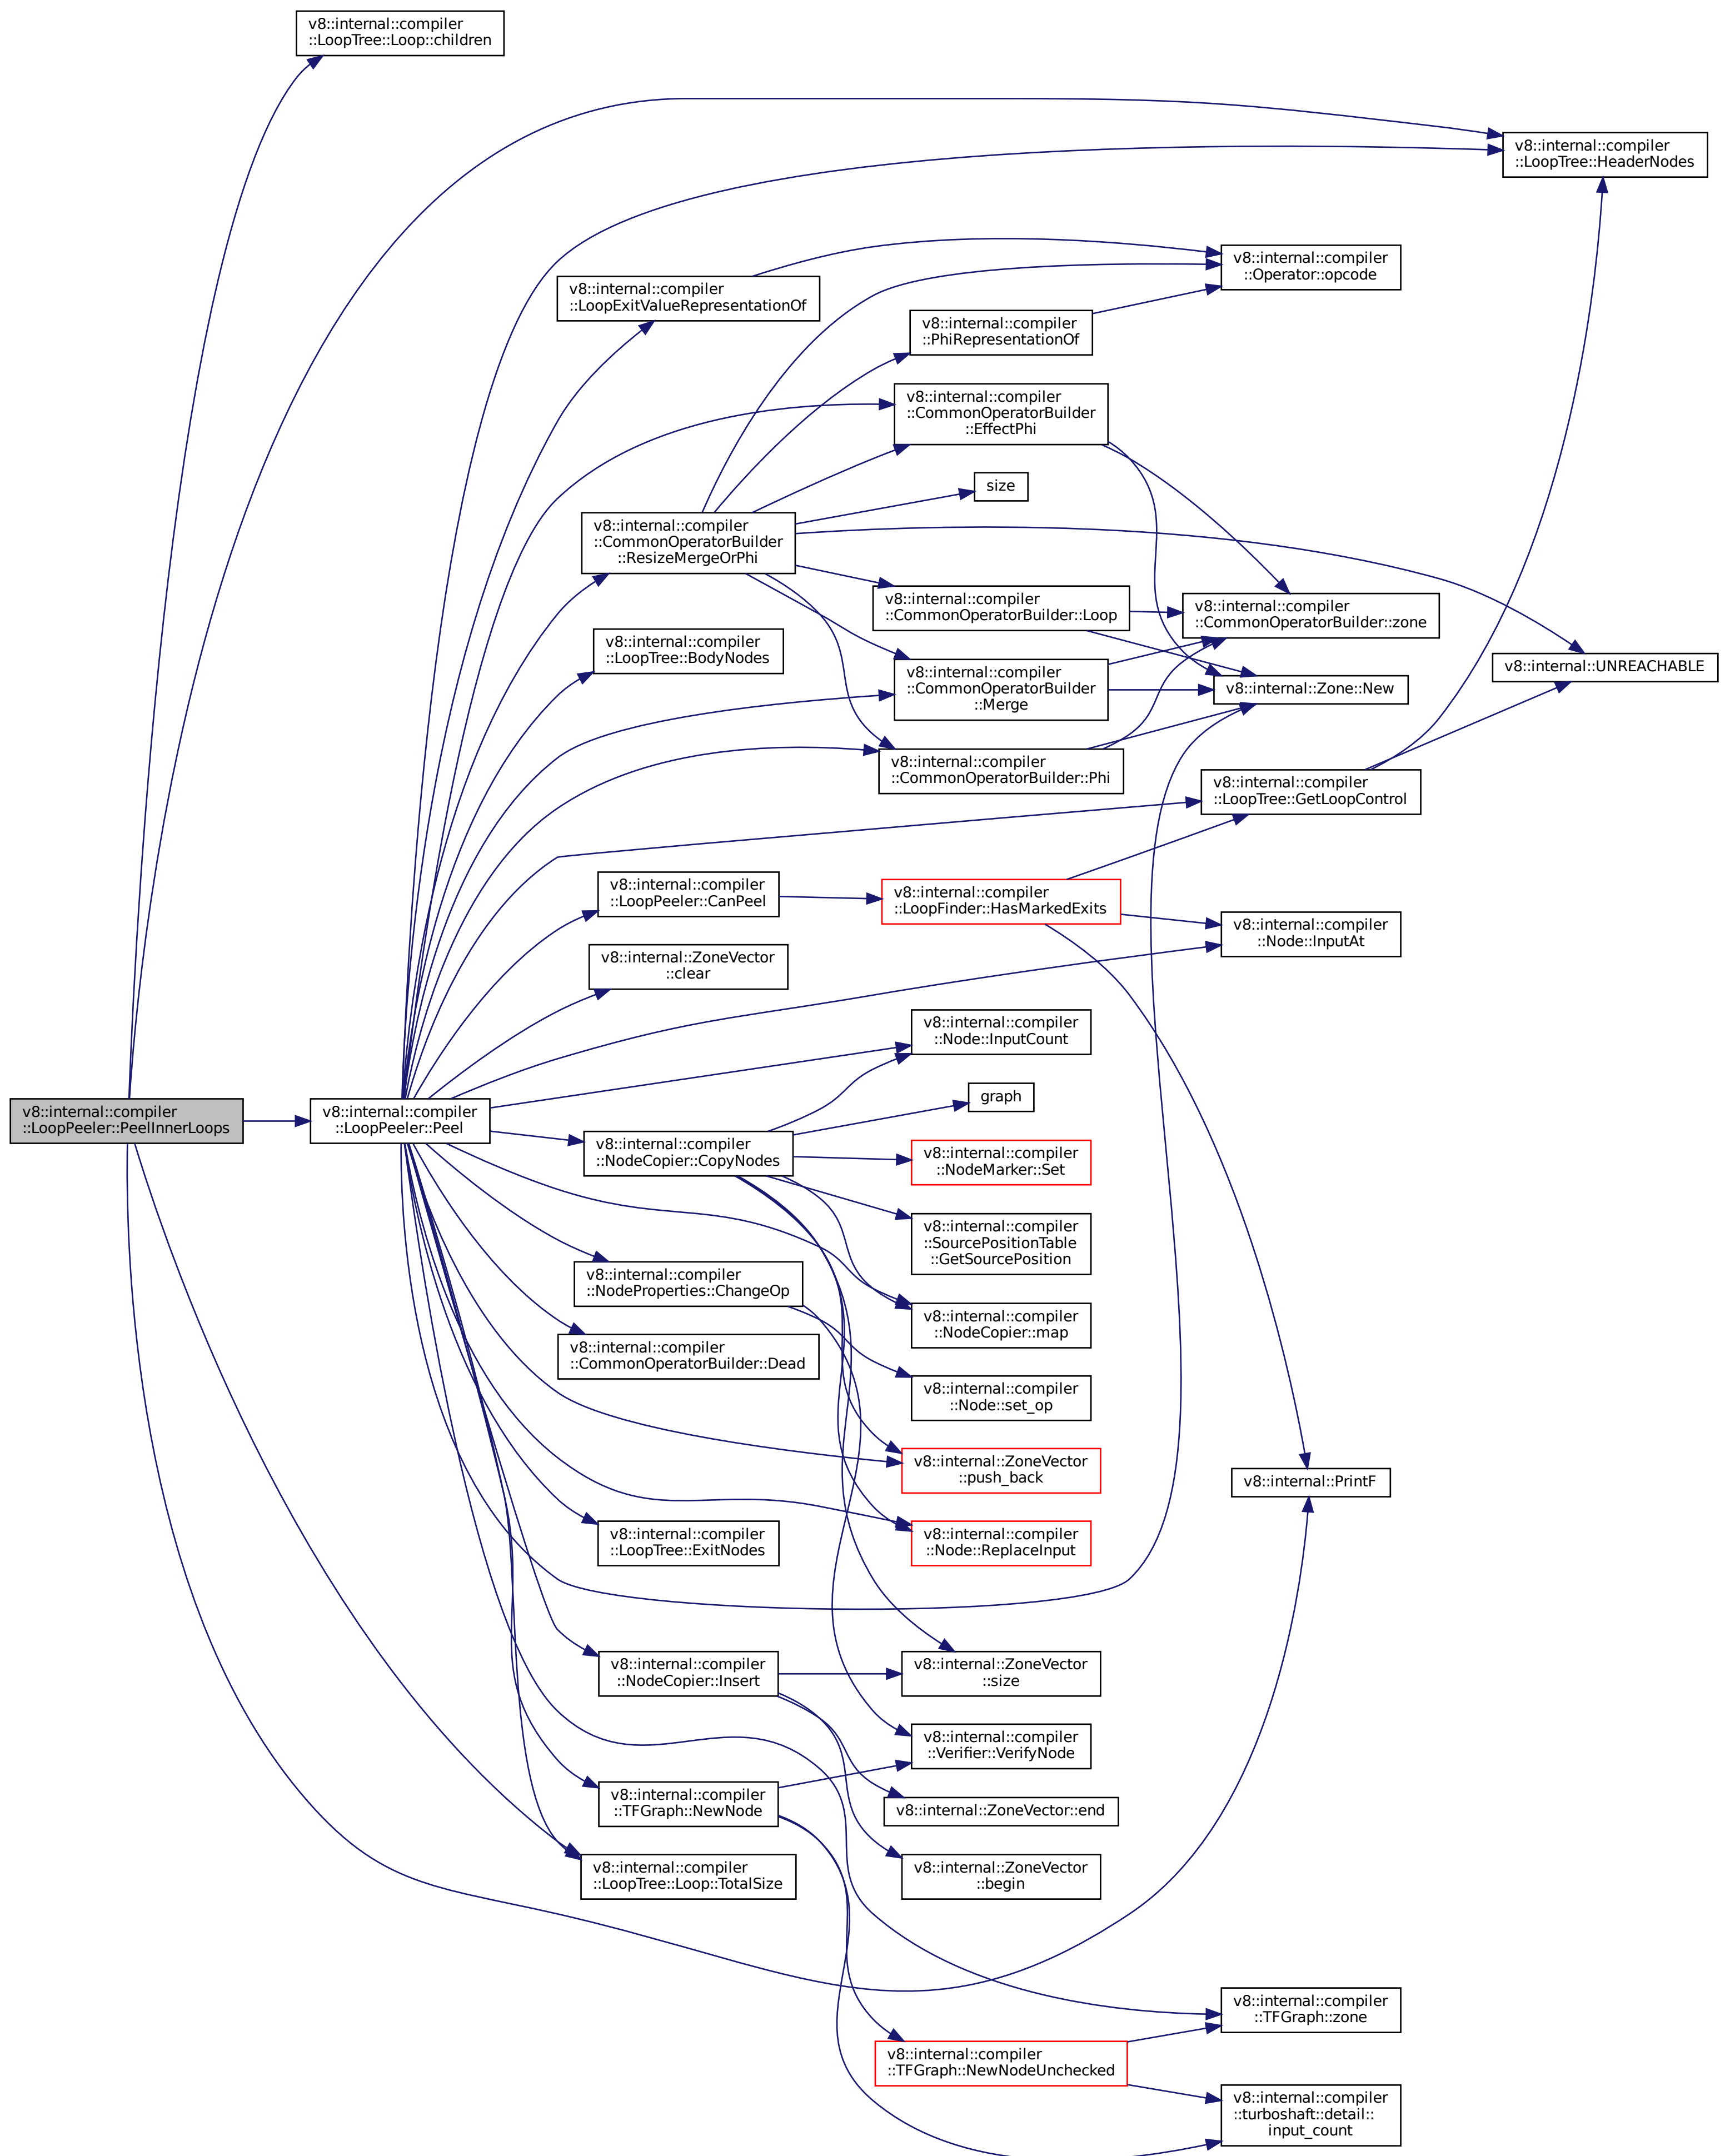 v8::internal::compiler
::LoopTree::Loop::children
v8::internal::compiler
::LoopTree::HeaderNodes
v8::internal::compiler
::Operator::opcode
v8::internal::compiler
::LoopExitValueRepresentationOf
v8::internal::compiler
::PhiRepresentationOf
v8::internal::compiler
::CommonOperatorBuilder
::EffectPhi
size
v8::internal::compiler
::CommonOperatorBuilder
::ResizeMergeOrPhi
v8::internal::compiler
::CommonOperatorBuilder::Loop
v8::internal::compiler
::CommonOperatorBuilder::zone
v8::internal::compiler
::LoopTree::BodyNodes
v8::internal::UNREACHABLE
v8::internal::compiler
::CommonOperatorBuilder
::Merge
v8::internal::Zone::New
v8::internal::compiler
::CommonOperatorBuilder::Phi
v8::internal::compiler
::LoopTree::GetLoopControl
v8::internal::compiler
::LoopPeeler::CanPeel
v8::internal::compiler
::LoopFinder::HasMarkedExits
v8::internal::compiler
::Node::InputAt
v8::internal::ZoneVector
::clear
v8::internal::compiler
::Node::InputCount
graph
v8::internal::compiler
::LoopPeeler::PeelInnerLoops
v8::internal::compiler
::LoopPeeler::Peel
v8::internal::compiler
::NodeCopier::CopyNodes
v8::internal::compiler
::NodeMarker::Set
v8::internal::compiler
::SourcePositionTable
::GetSourcePosition
v8::internal::compiler
::NodeProperties::ChangeOp
v8::internal::compiler
::NodeCopier::map
v8::internal::compiler
::CommonOperatorBuilder::Dead
v8::internal::compiler
::Node::set_op
v8::internal::ZoneVector
::push_back
v8::internal::PrintF
v8::internal::compiler
::LoopTree::ExitNodes
v8::internal::compiler
::Node::ReplaceInput
v8::internal::compiler
::NodeCopier::Insert
v8::internal::ZoneVector
::size
v8::internal::compiler
::Verifier::VerifyNode
v8::internal::compiler
::TFGraph::NewNode
v8::internal::ZoneVector::end
v8::internal::compiler
::LoopTree::Loop::TotalSize
v8::internal::ZoneVector
::begin
v8::internal::compiler
::TFGraph::zone
v8::internal::compiler
::TFGraph::NewNodeUnchecked
v8::internal::compiler
::turboshaft::detail::
input_count